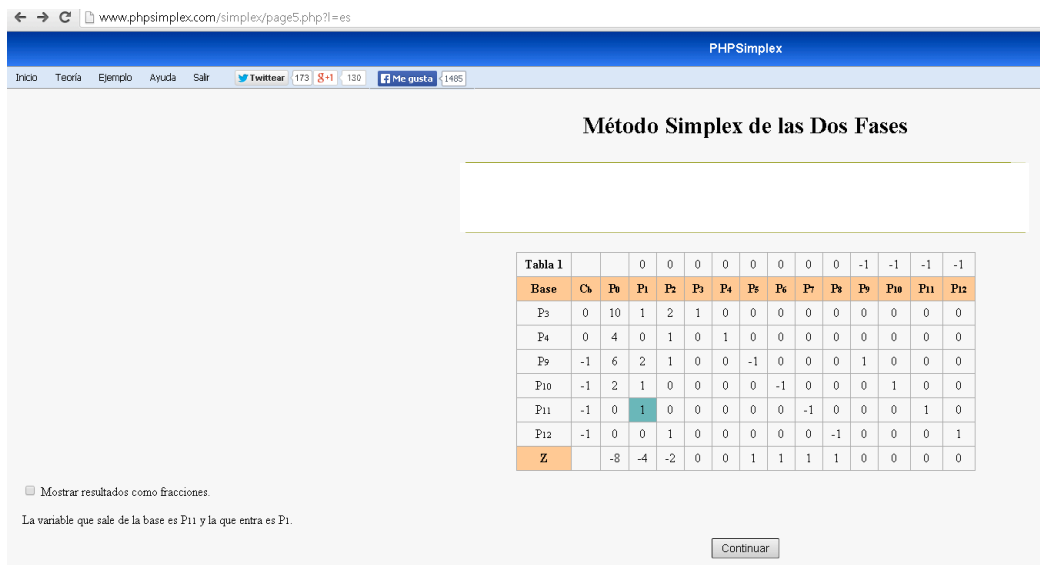 www.phpsimplex.com/simplex/page5.php?l=es
PHPSimplex
Inicio Teoría Ejemplo Ayuda Salir Twittear 173 g+1 130 Me gusta 1485
Método Simplex de las Dos Fases
Tabla 1 0 0 0 0 0 0 0 0 -1 -1 -1 -1
Base Cb P0 P1 P2 P3 P4 P5 P6 P7 P8 P9 P10 P11 P12
P3 0 10 1 2 1 0 0 0 0 0 0 0 0 0
P4 0 4 0 1 0 1 0 0 0 0 0 0 0 0
P9 -1 6 2 1 0 0 -1 0 0 0 1 0 0 0
P10 -1 2 1 0 0 0 0 -1 0 0 0 1 0 0
P11 -1 0 1 0 0 0 0 0 -1 0 0 0 1 0
P12 -1 0 0 1 0 0 0 0 0 -1 0 0 0 1
Z -8 -4 -2 0 0 1 1 1 1 0 0 0 0
Mostrar resultados como fracciones.
La variable que sale de la base es P11 y la que entra es P1.
Continuar